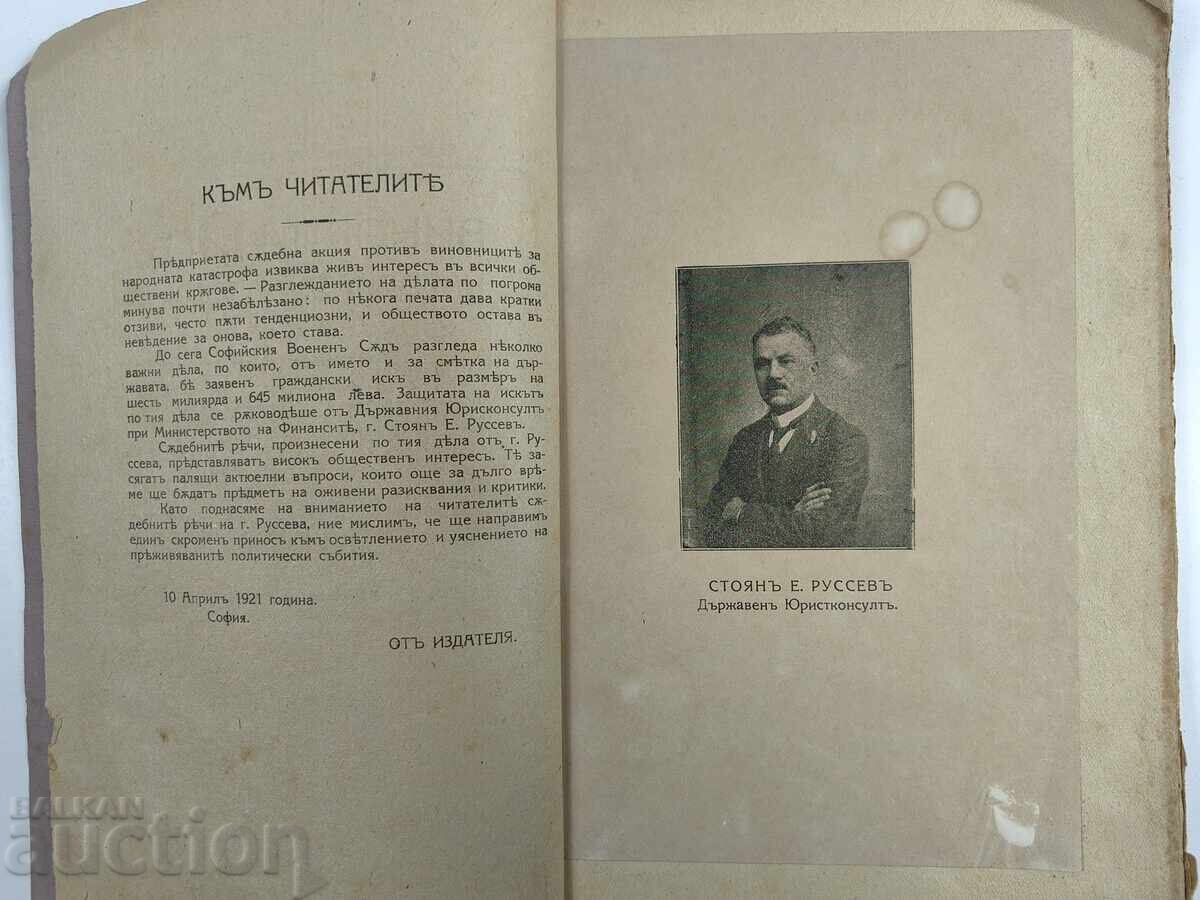 КЪМЪ ЧИТАТЕЛИТѢ
Прѣдприетата сѫдебна акция противъ виновницитѣ за
народната катастрофа извиква живъ интересъ въ всички об-
ществени крѫгове. — Разглежданието на дѣлата по погрома
минува почти незабѣлѣзано: по нѣкога печата дава кратки
отзиви, често пѫти тенденциозни, и обществото остава въ
невѣдение за онова, което става.
До сега Софийския Воененъ Сѫдъ разгледа нѣколко
важни дѣла, по които, отъ името и за смѣтка на дър-
жавата, бѣ заявенъ граждански искъ въ размѣръ на
шесть милиярда и 645 милиона лева. Защитата на искътъ
по тия дѣла се рѫководѣше отъ Държавния Юрисконсултъ
при Министерството на Финанситѣ, г. Стоянъ Е. Руссевъ.
Сѫдебнитѣ рѣчи, произнесени по тия дѣла отъ г. Рус-
сева, прѣдставляватъ високъ общественъ интересъ. Тѣ за-
сягатъ палящи актюелни въпроси, които още за дълго врѣ-
ме ще бѫдатъ прѣдметъ на оживени разисквания и критики.
Като поднасяме на вниманието на читателитѣ сѫ-
дебнитѣ рѣчи на г. Руссева, ние мислимъ, че ще направимъ
единъ скроменъ приносъ къмъ освѣтлението и уяснението на
прѣживяванитѣ политически събития.
10 Априлъ 1921 година.
София.
ОТЪ ИЗДАТЕЛЯ.
СТОЯНЪ Е. РУССЕВЪ
Държавенъ Юристконсултъ.
BALKAN
auction